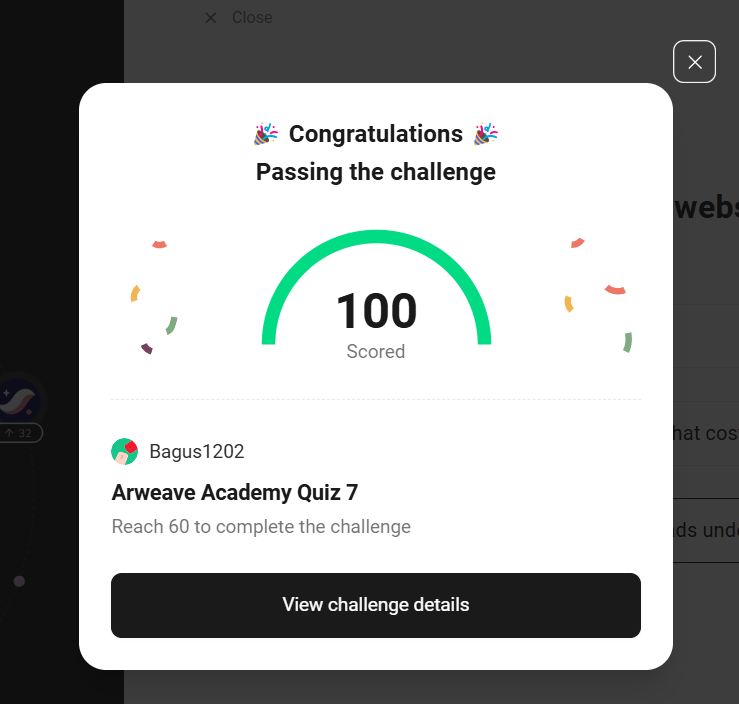 Close
Congratulations
Passing the challenge
webs
100
Scored
32
hat cos
Bagus1202
Arweave Academy Quiz 7
Reach 60 to complete the challenge
ds und
View challenge details